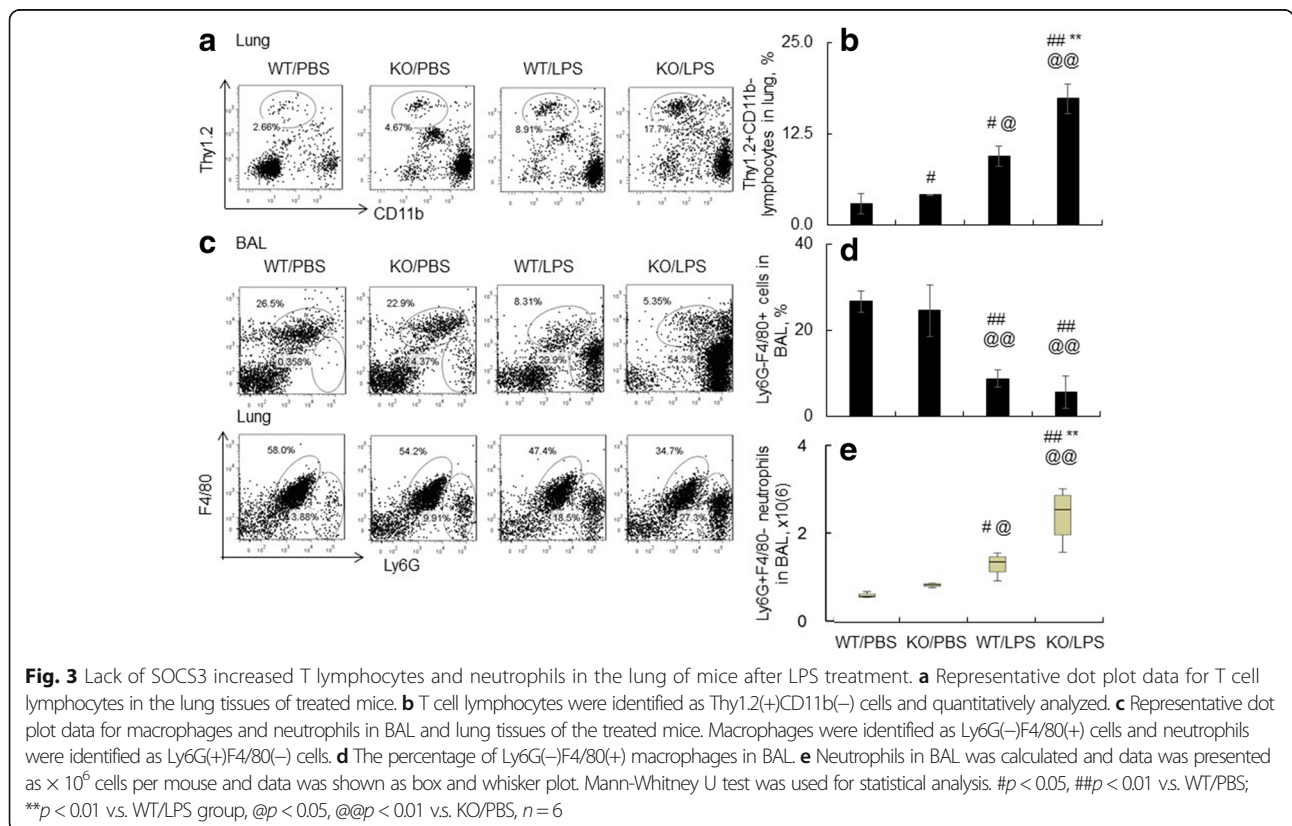 a Lung
WT/PBS KO/PBS WT/LPS KO/LPS
2.66% 4.67% 8.91% 17.7%
Thy1.2
CD11b
b
Thy1.2+CD11b-
lymphocytes in lung, %
25.0
12.5
0.0
#
# @
## **
@@
c BAL
WT/PBS KO/PBS WT/LPS KO/LPS
26.5% 22.9% 8.31% 5.35%
0.358% 4.37% 29.9% 54.3%
Lung
58.0% 54.2% 47.4% 34.7%
3.88% 9.91% 18.5% 7.3%
F4/80
Ly6G
d
Ly6G-F4/80+ cells in
BAL, %
40
20
0
## ##
@@ @@
e
Ly6G+F4/80- neutrophils
in BAL, x10(6)
4
2
0
# @
## **
@@
WT/PBS KO/PBS WT/LPS KO/LPS
Fig. 3 Lack of SOCS3 increased T lymphocytes and neutrophils in the lung of mice after LPS treatment. a Representative dot plot data for T cell
lymphocytes in the lung tissues of treated mice. b T cell lymphocytes were identified as Thy1.2(+)CD11b(−) cells and quantitatively analyzed. c Representative dot
plot data for macrophages and neutrophils in BAL and lung tissues of the treated mice. Macrophages were identified as Ly6G(−)F4/80(+) cells and neutrophils
were identified as Ly6G(+)F4/80(−) cells. d The percentage of Ly6G(−)F4/80(+) macrophages in BAL. e Neutrophils in BAL was calculated and data was presented
as × 10⁶ cells per mouse and data was shown as box and whisker plot. Mann-Whitney U test was used for statistical analysis. #p < 0.05, ##p < 0.01 v.s. WT/PBS;
**p < 0.01 v.s. WT/LPS group, @p < 0.05, @@p < 0.01 v.s. KO/PBS, n = 6